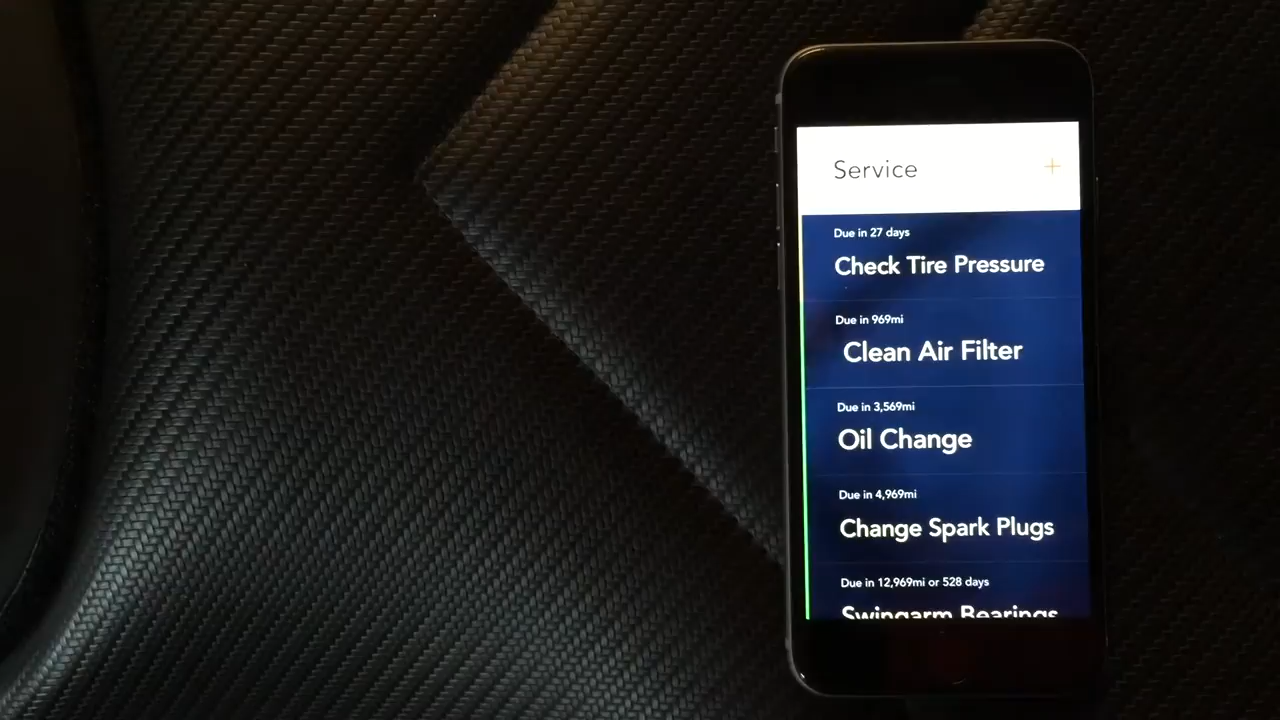 Service +
Due in 27 days
Check Tire Pressure
Due in 969mi
Clean Air Filter
Due in 3,569mi
Oil Change
Due in 4,969mi
Change Spark Plugs
Due in 12,969mi or 528 days
Swingarm Bearings